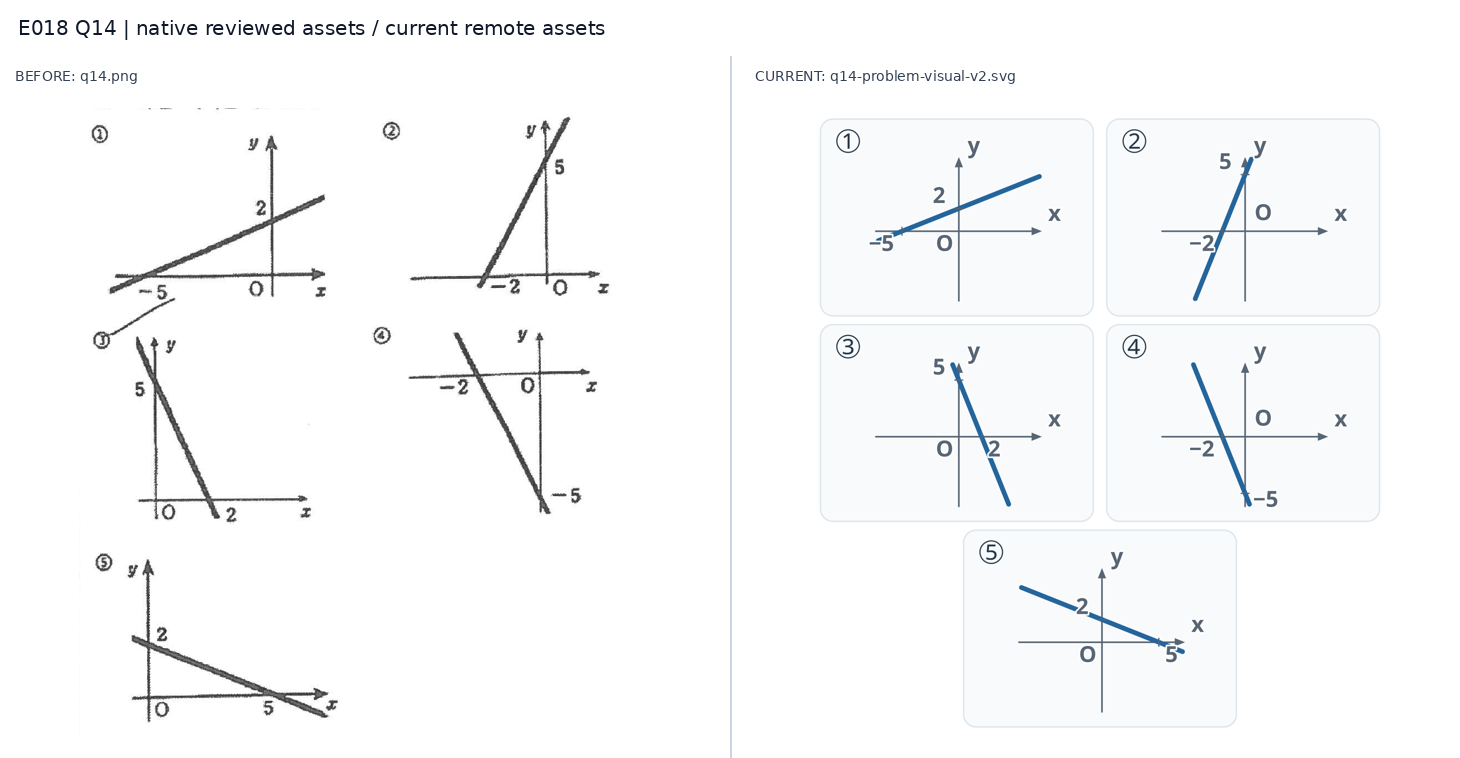 E018 Q14 | native reviewed assets / current remote assets
BEFORE: q14.png
CURRENT: q14-problem-visual-v2.svg
①
y
2
−5
O
x
②
y
5
−2
O
x
③
y
5
O
2
x
④
y
−2
O
x
−5
⑤
y
2
O
5
x
①
y
2
x
−5
O
②
5
y
O
x
−2
③
y
5
x
O
2
④
y
O
x
−2
−5
⑤
y
2
x
O
5